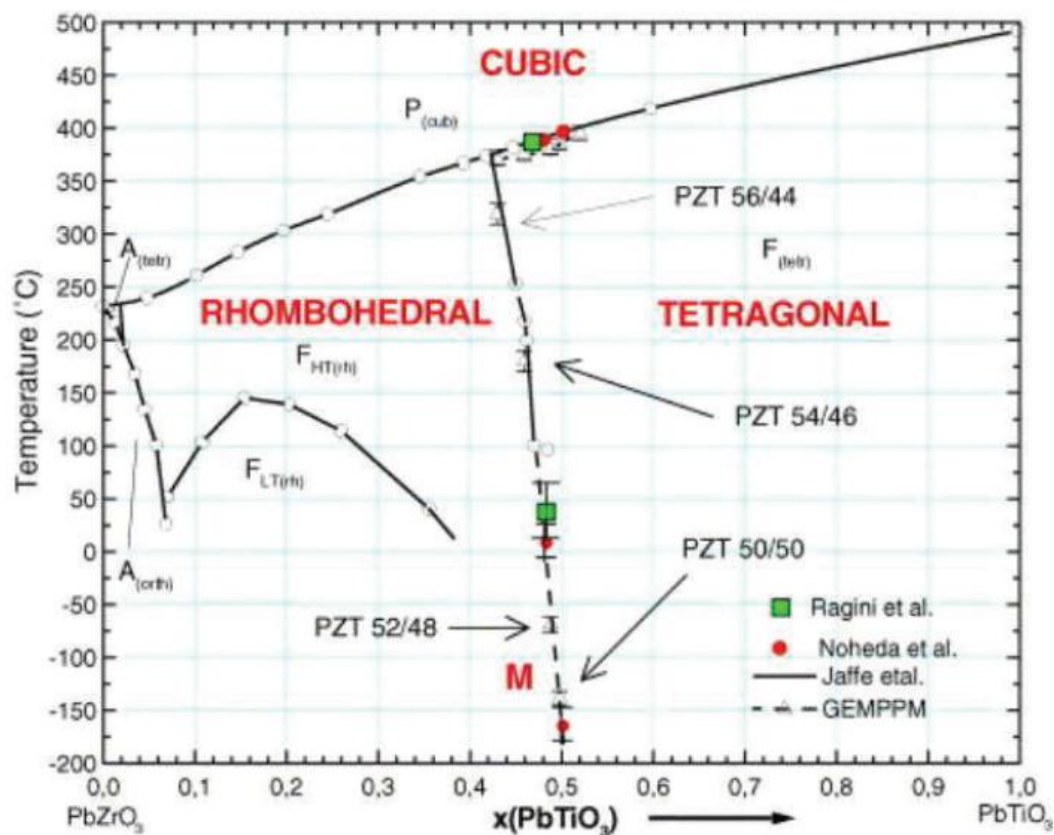 500
450
400
350
300
250
200
150
100
50
0
-50
-100
-150
-200
Temperature (°C)
CUBIC
P(cub)
PZT 56/44
A(tetr)
F(tetr)
RHOMBOHEDRAL
TETRAGONAL
FHT(rh)
PZT 54/46
FLT(rh)
PZT 50/50
A(orth)
Ragini et al.
PZT 52/48
Noheda et al.
M
Jaffe etal.
GEMPPM
0,0 0,1 0,2 0,3 0,4 0,5 0,6 0,7 0,8 0,9 1.0
PbZrO3 x(PbTiO3) PbTiO3